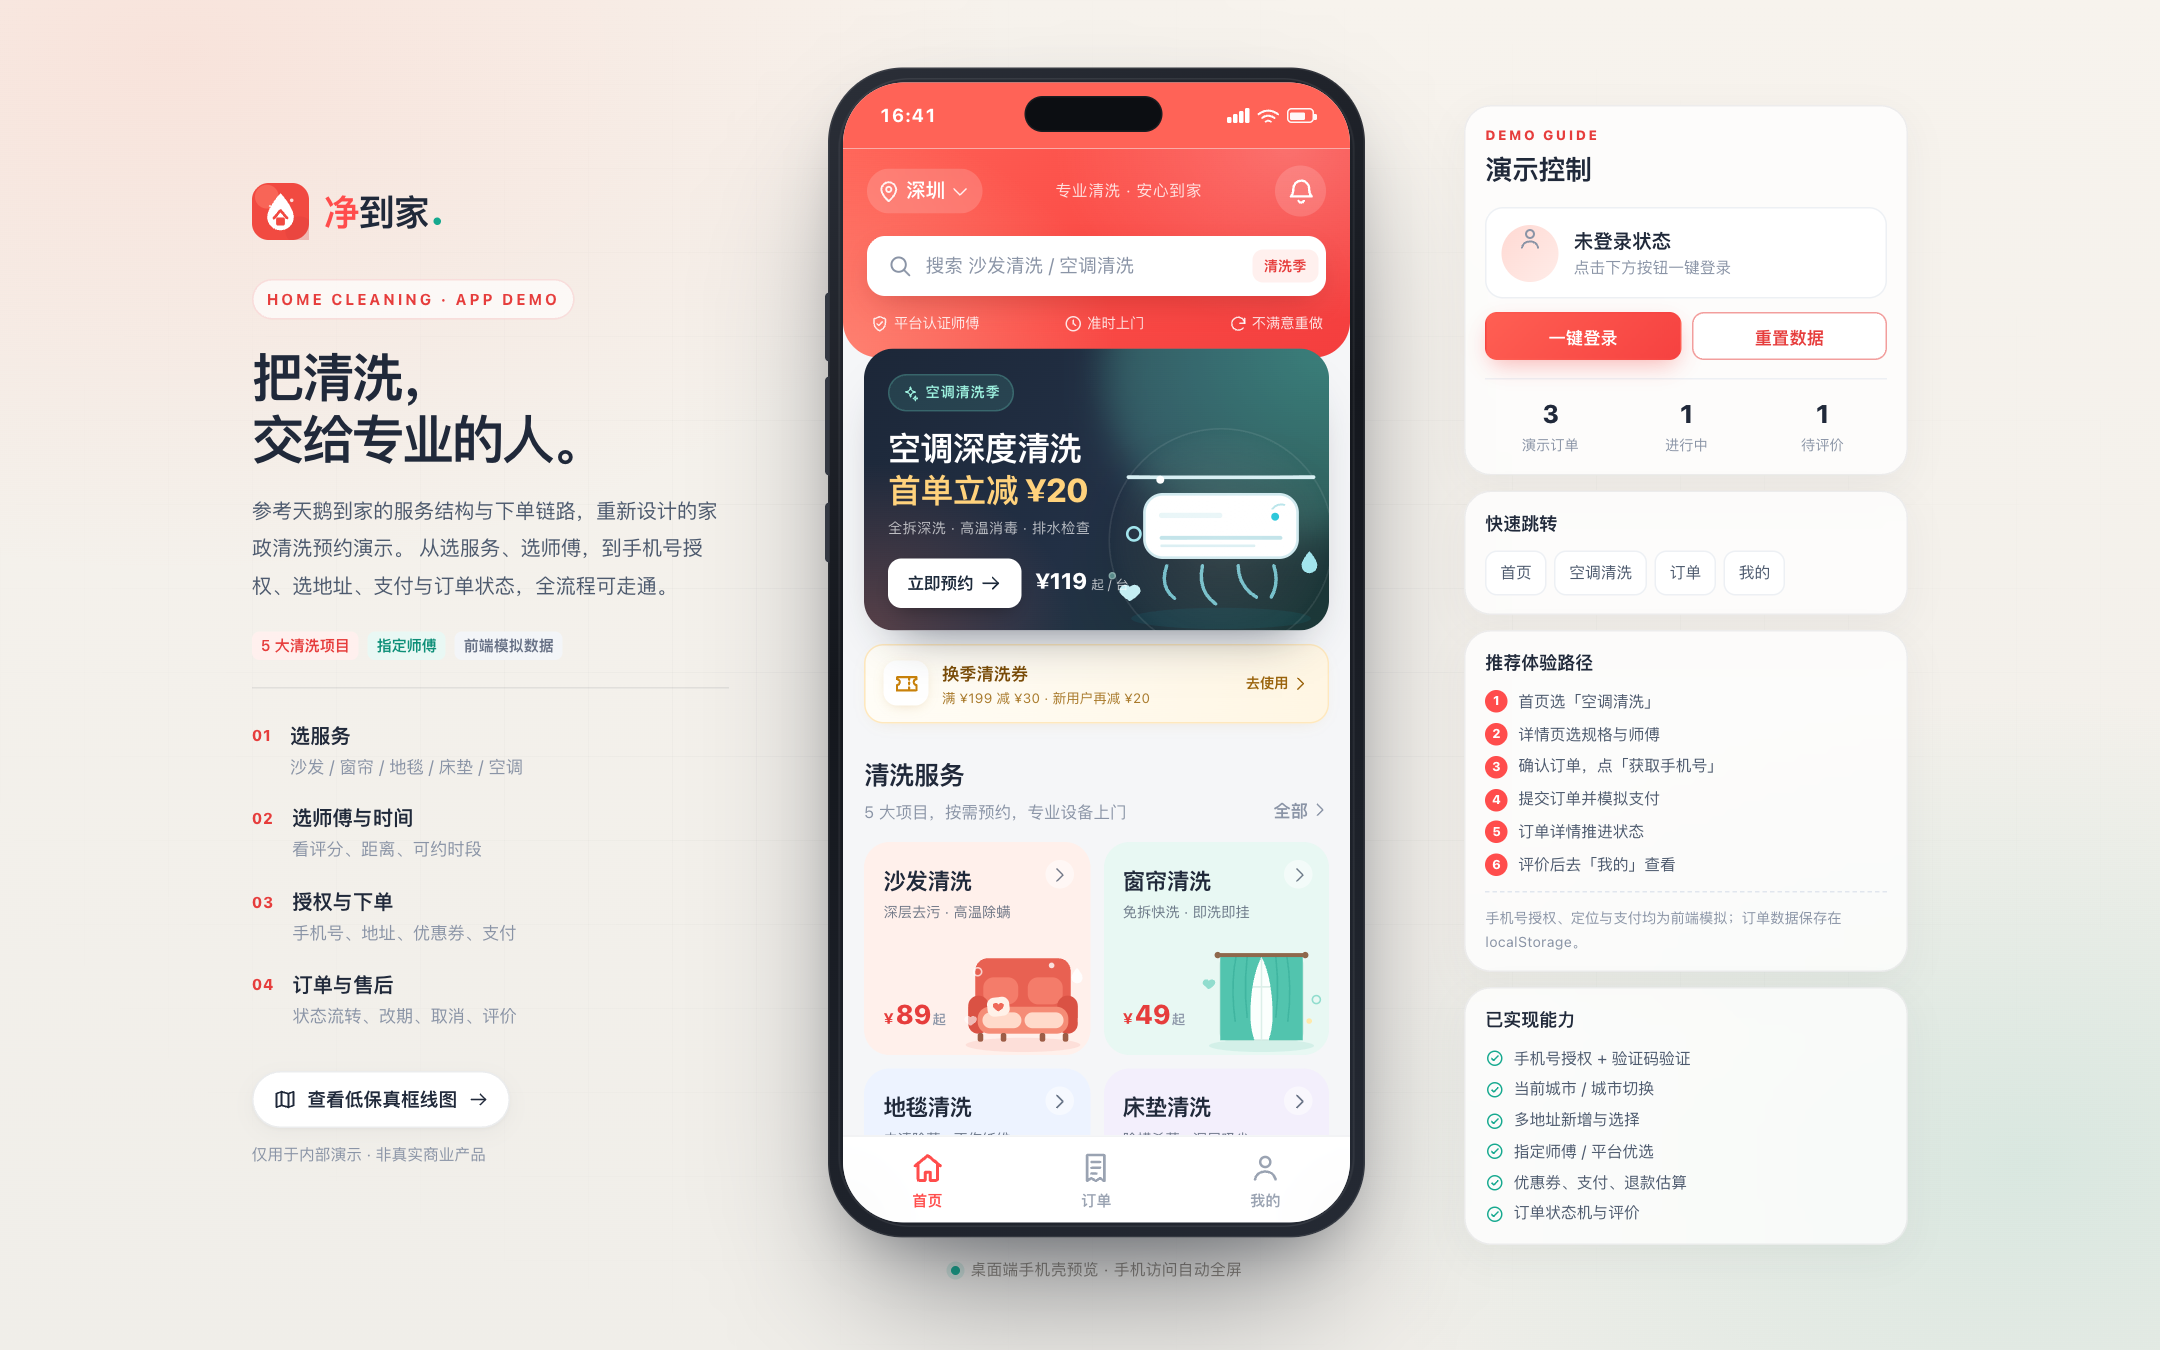 净到家.
HOME CLEANING · APP DEMO
把清洗，
交给专业的人。
参考天鹅到家的服务结构与下单链路，重新设计的家
政清洗预约演示。 从选服务、选师傅，到手机号授
权、选地址、支付与订单状态，全流程可走通。
5 大清洗项目
指定师傅
前端模拟数据
01 选服务
沙发 / 窗帘 / 地毯 / 床垫 / 空调
02 选师傅与时间
看评分、距离、可约时段
03 授权与下单
手机号、地址、优惠券、支付
04 订单与售后
状态流转、改期、取消、评价
查看低保真框线图
仅用于内部演示 · 非真实商业产品
16:41
深圳
专业清洗 · 安心到家
搜索 沙发清洗 / 空调清洗
清洗季
平台认证师傅
准时上门
不满意重做
空调清洗季
空调深度清洗
首单立减 ¥20
全拆深洗 · 高温消毒 · 排水检查
立即预约
¥119 起 / 台
换季清洗券
满 ¥199 减 ¥30 · 新用户再减 ¥20
去使用
清洗服务
5 大项目，按需预约，专业设备上门
全部
沙发清洗
深层去污 · 高温除螨
¥89起
窗帘清洗
免拆快洗 · 即洗即挂
¥49起
地毯清洗
床垫清洗
首页
订单
我的
桌面端手机壳预览 · 手机访问自动全屏
DEMO GUIDE
演示控制
未登录状态
点击下方按钮一键登录
一键登录
重置数据
3
演示订单
1
进行中
1
待评价
快速跳转
首页
空调清洗
订单
我的
推荐体验路径
1 首页选「空调清洗」
2 详情页选规格与师傅
3 确认订单，点「获取手机号」
4 提交订单并模拟支付
5 订单详情推进状态
6 评价后去「我的」查看
手机号授权、定位与支付均为前端模拟；订单数据保存在
localStorage。
已实现能力
手机号授权 + 验证码验证
当前城市 / 城市切换
多地址新增与选择
指定师傅 / 平台优选
优惠券、支付、退款估算
订单状态机与评价